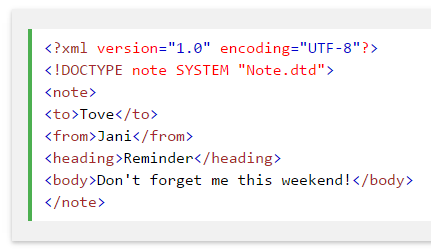 <?xml version="1.0" encoding="UTF-8"?>
<!DOCTYPE note SYSTEM "Note.dtd">
<note>
<to>Tove</to>
<from>Jani</from>
<heading>Reminder</heading>
<body>Don't forget me this weekend!</body>
</note>